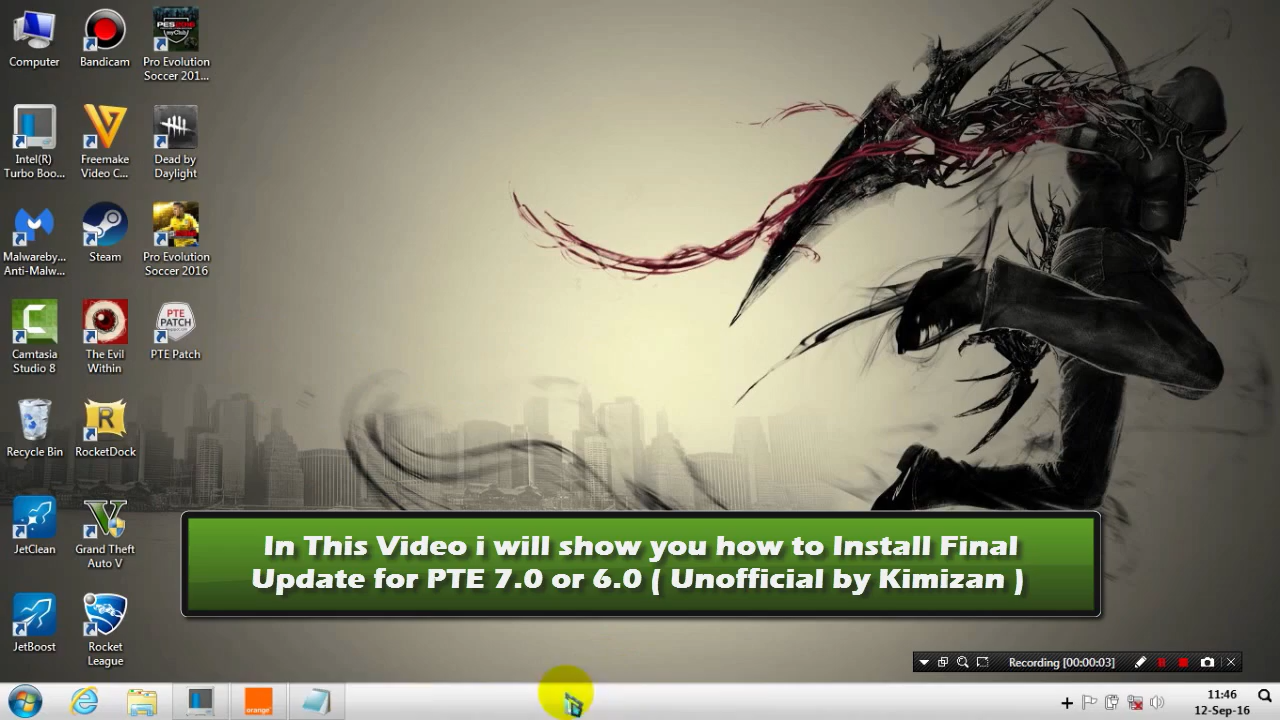 Computer
Bandicam
Pro Evolution
Soccer 201...
Intel(R)
Turbo Boo...
Freemake
Video C...
Dead by
Daylight
Malwareby...
Anti-Malw...
Steam
Pro Evolution
Soccer 2016
Camtasia
Studio 8
The Evil
Within
PTE
PATCH
PTE Patch
Recycle Bin
RocketDock
JetClean
Grand Theft
Auto V
JetBoost
Rocket
League
In This Video i will show you how to Install Final
Update for PTE 7.0 or 6.0 ( Unofficial by Kimizan )
Recording [00:00:03]
orange
11:46
12-Sep-16